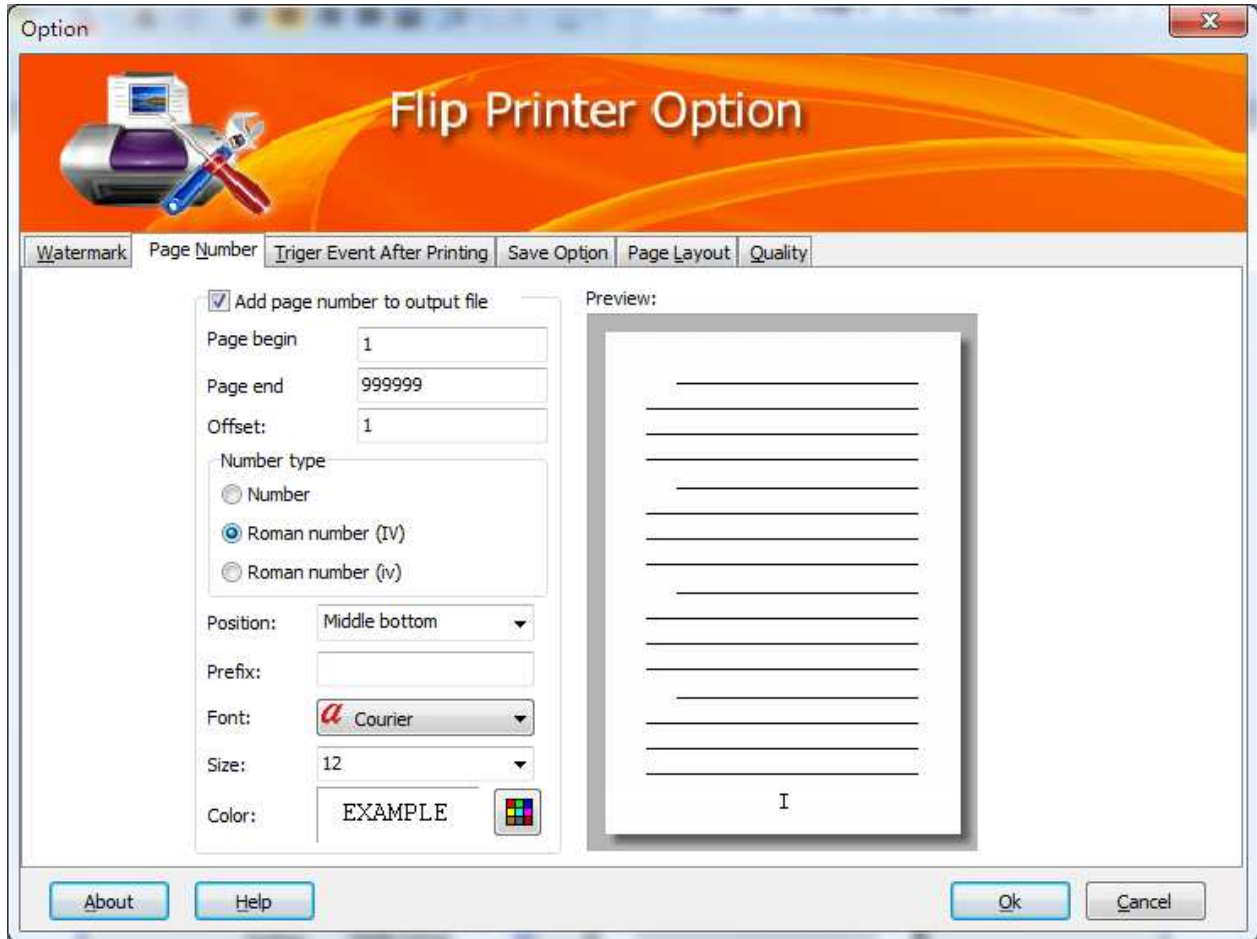 Option
Flip Printer Option
Watermark Page Number Triger Event After Printing Save Option Page Layout Quality
Add page number to output file
Page begin 1
Page end 999999
Offset: 1
Number type
Number
Roman number (IV)
Roman number (iv)
Position: Middle bottom
Prefix:
Font: a Courier
Size: 12
Color: EXAMPLE
Preview:
I
About Help Ok Cancel